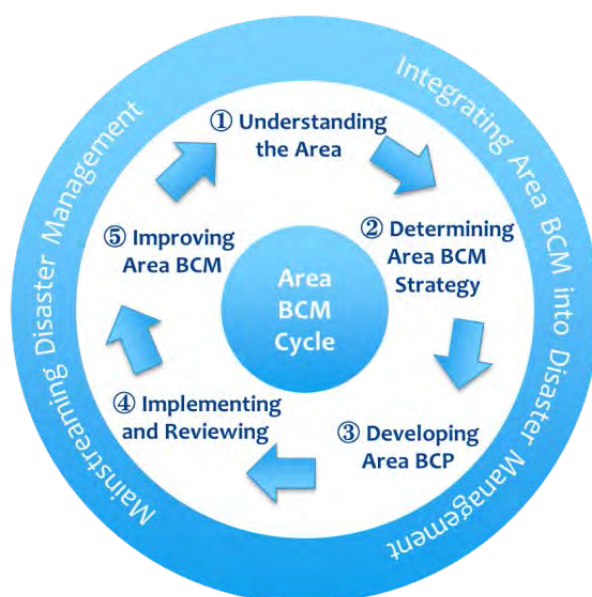 Mainstreaming Disaster Management
Integrating Area BCM into Disaster Management
① Understanding
the Area
② Determining
Area BCM
Strategy
③ Developing
Area BCP
④ Implementing
and Reviewing
⑤ Improving
Area BCM
Area
BCM
Cycle